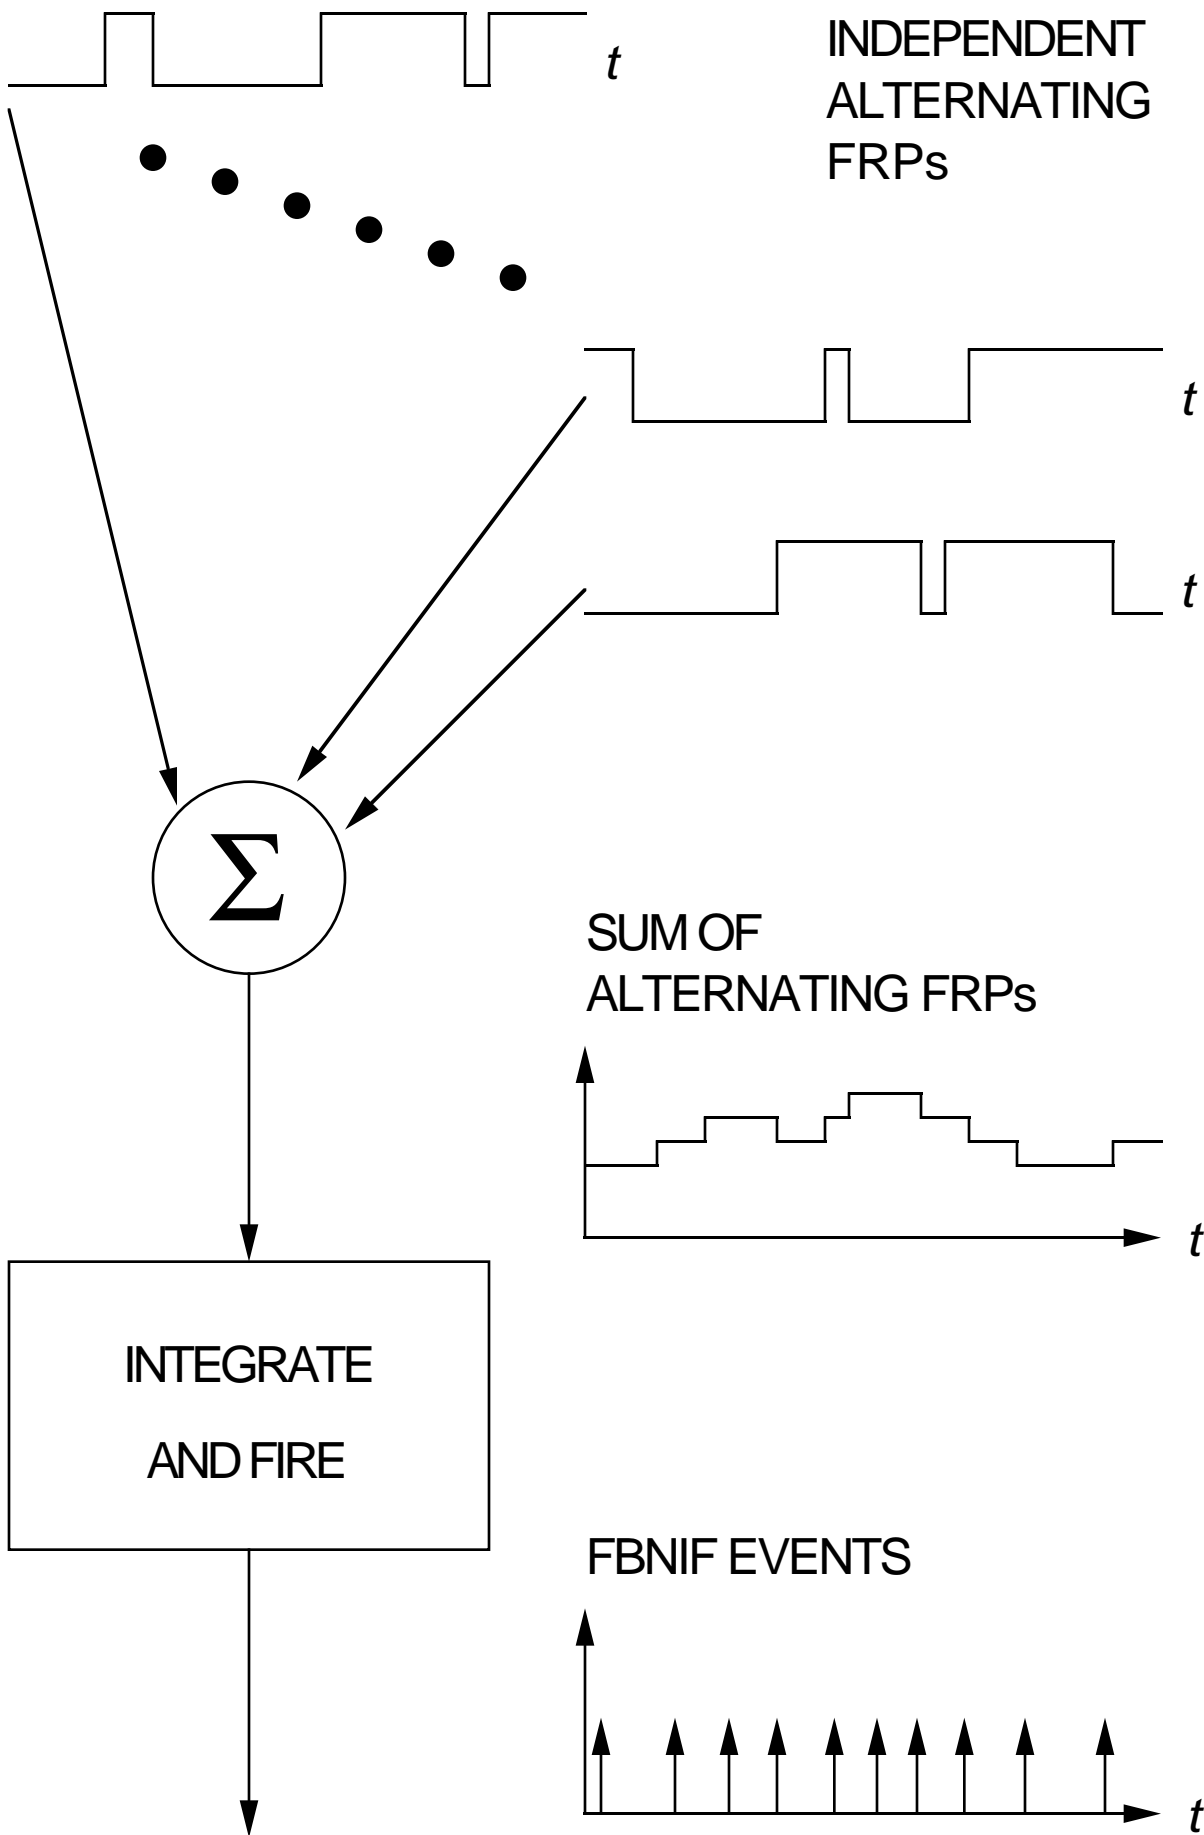 INDEPENDENT
ALTERNATING
FRPs
t
t
t
Σ
SUM OF
ALTERNATING FRPs
t
INTEGRATE
AND FIRE
FBNIF EVENTS
t